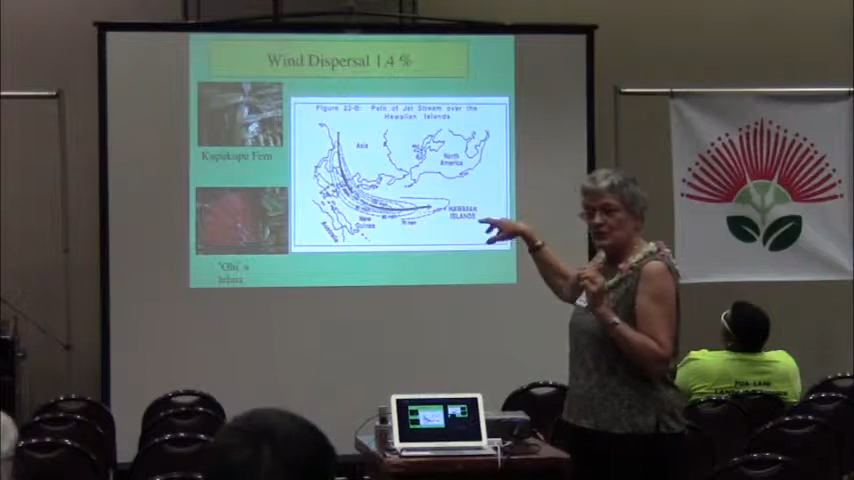 Wind Dispersal 1.4 %
Figure 22-B: Path of Jet Stream over the
Hawaiian Islands
Asia
North
America
Kupukupu Fern
HAWAIIAN
ISLANDS
New
Guinea
'Ohi`a
lehua